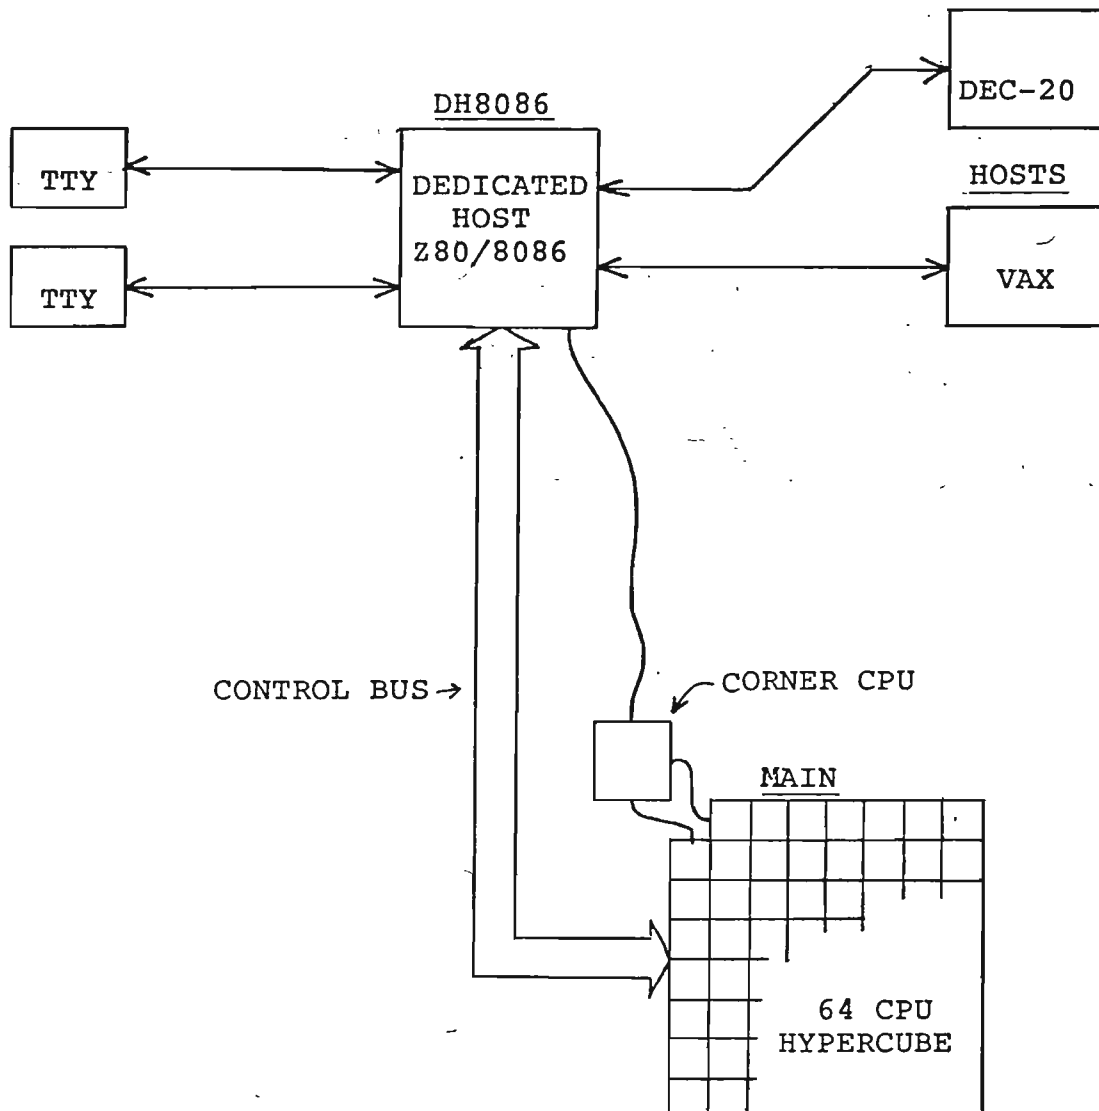 DEC-20
DH8086
TTY
DEDICATED
HOST
Z80/8086
HOSTS
TTY
VAX
CONTROL BUS
CORNER CPU
MAIN
64 CPU
HYPERCUBE